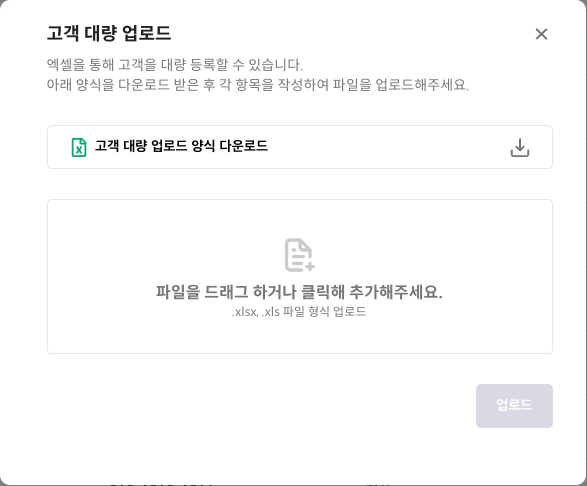 고객 대량 업로드
엑셀을 통해 고객을 대량 등록할 수 있습니다.
아래 양식을 다운로드 받은 후 각 항목을 작성하여 파일을 업로드해주세요.
고객 대량 업로드 양식 다운로드
파일을 드래그 하거나 클릭해 추가해주세요.
.xlsx, .xls 파일 형식 업로드
업로드